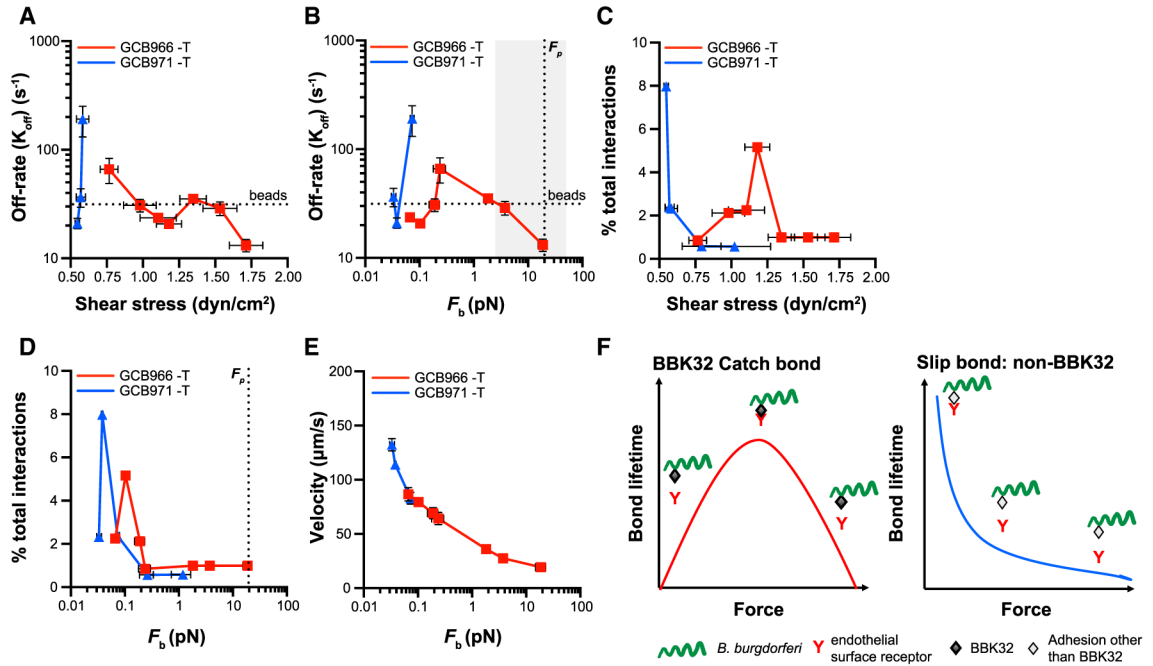 A
1000
100
10
Off-rate (Koff) (s-1)
GCB966 -T
GCB971 -T
beads
0.50 0.75 1.00 1.25 1.50 1.75 2.00
Shear stress (dyn/cm2)
B
1000
100
10
Off-rate (Koff) (s-1)
GCB966 -T
GCB971 -T
Fp
beads
0.01 0.1 1 10 100
Fb (pN)
C
10
8
6
4
2
0
% total interactions
GCB966 -T
GCB971 -T
0.50 0.75 1.00 1.25 1.50 1.75 2.00
Shear stress (dyn/cm2)
D
10
8
6
4
2
0
% total interactions
GCB966 -T
GCB971 -T
Fp
0.01 0.1 1 10 100
Fb (pN)
E
200
150
100
50
0
Velocity (µm/s)
GCB966 -T
GCB971 -T
0.01 0.1 1 10 100
Fb (pN)
F
BBK32 Catch bond
Bond lifetime
Y
Y
Y
Force
Slip bond: non-BBK32
Bond lifetime
Y
Y
Y
Force
B. burgdorferi
Y endothelial
surface receptor
BBK32
Adhesion other
than BBK32